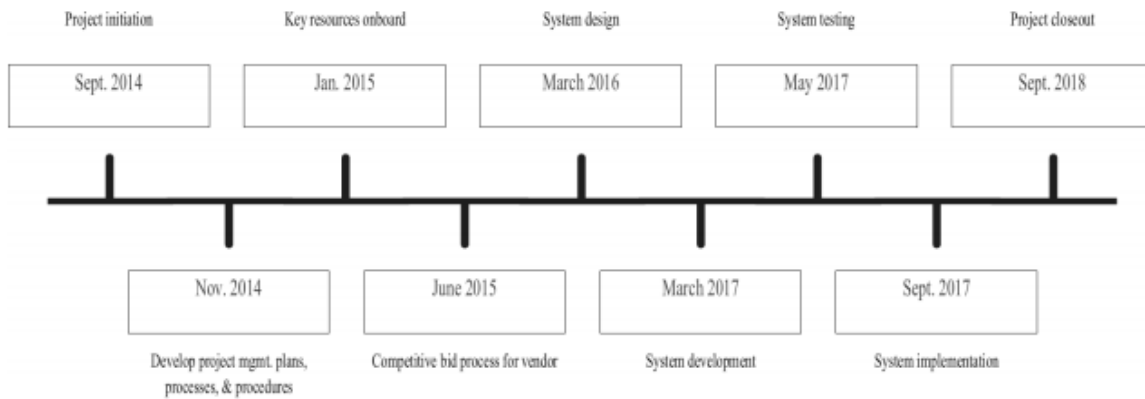 Project initiation
Key resources onboard
System design
System testing
Project closeout
Sept. 2014
Jan. 2015
March 2016
May 2017
Sept. 2018
Nov. 2014
June 2015
March 2017
Sept. 2017
Develop project mgmt. plans,
processes, & procedures
Competitive bid process for vendor
System development
System implementation